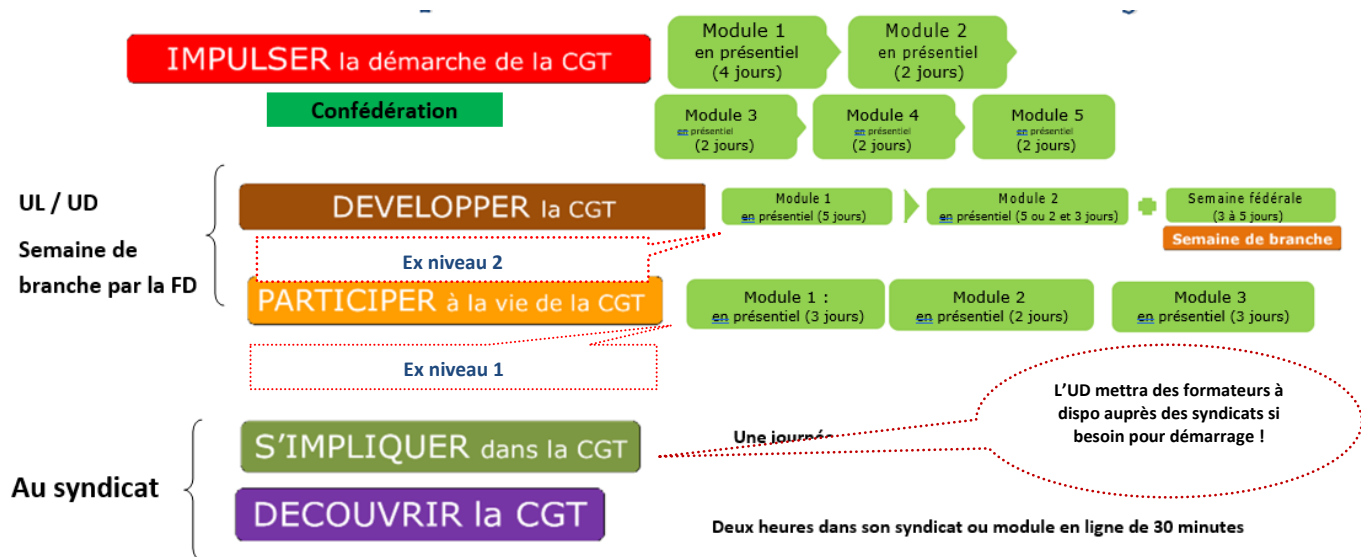 IMPULSER la démarche de la CGT
Module 1
en présentiel
(4 jours)
Module 2
en présentiel
(2 jours)
Confédération
Module 3
en présentiel
(2 jours)
Module 4
en présentiel
(2 jours)
Module 5
en présentiel
(2 jours)
UL / UD
Semaine de
branche par la FD
DEVELOPPER la CGT
Module 1
en présentiel (5 jours)
Module 2
en présentiel (5 ou 2 et 3 jours)
Semaine fédérale
(3 à 5 jours)
Semaine de branche
Ex niveau 2
PARTICIPER à la vie de la CGT
Module 1 :
en présentiel (3 jours)
Module 2
en présentiel (2 jours)
Module 3
en présentiel (3 jours)
Ex niveau 1
L'UD mettra des formateurs à
dispo auprès des syndicats si
besoin pour démarrage !
Au syndicat
S'IMPLIQUER dans la CGT
Une journée
DECOUVRIR la CGT
Deux heures dans son syndicat ou module en ligne de 30 minutes